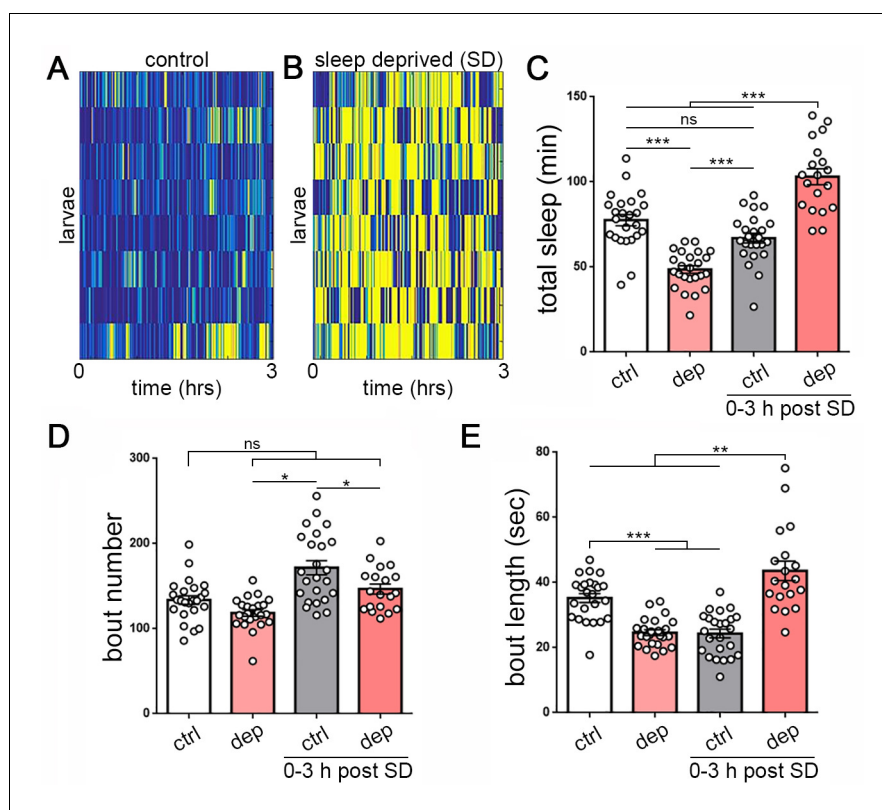 A
control
B
sleep deprived (SD)
larvae
larvae
0
3
0
3
time (hrs)
time (hrs)
C
total sleep (min)
150
100
50
0
***
ns
***
***
ctrl
dep
ctrl
dep
0-3 h post SD
D
bout number
300
200
100
0
ns
*
*
ctrl
dep
ctrl
dep
0-3 h post SD
E
bout length (sec)
80
60
40
20
0
**
***
ctrl
dep
ctrl
dep
0-3 h post SD